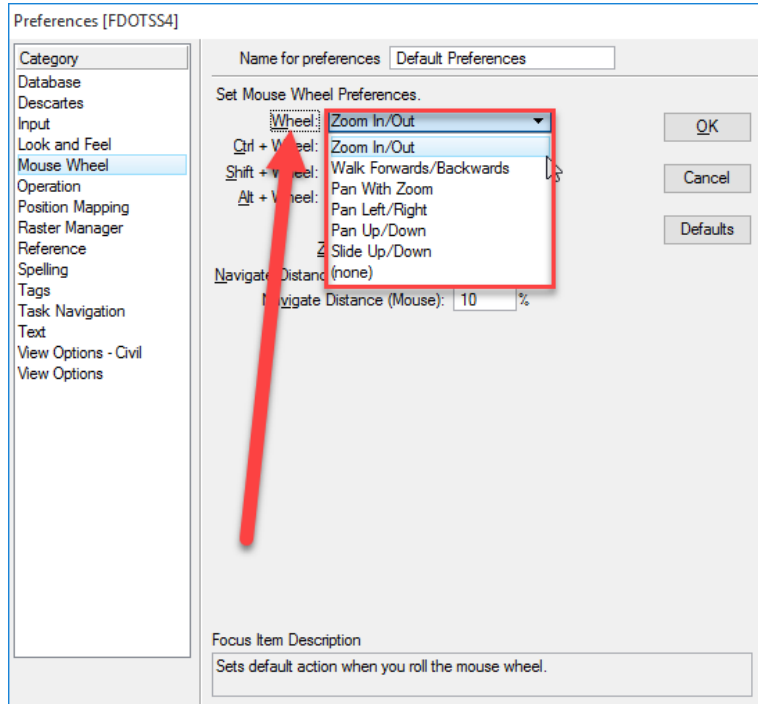 Preferences [FDOTSS4]
Category
Database
Descartes
Input
Look and Feel
Mouse Wheel
Operation
Position Mapping
Raster Manager
Reference
Spelling
Tags
Task Navigation
Text
View Options - Civil
View Options
Name for preferences Default Preferences
Set Mouse Wheel Preferences.
Wheel: Zoom In/Out
Ctrl + Wheel: Zoom In/Out
Shift + Wheel: Walk Forwards/Backwards
Alt + Wheel: Pan With Zoom
Pan Left/Right
Pan Up/Down
Slide Up/Down
Navigate (none)
Navigate Distance (Mouse): 10 %
OK
Cancel
Defaults
Focus Item Description
Sets default action when you roll the mouse wheel.